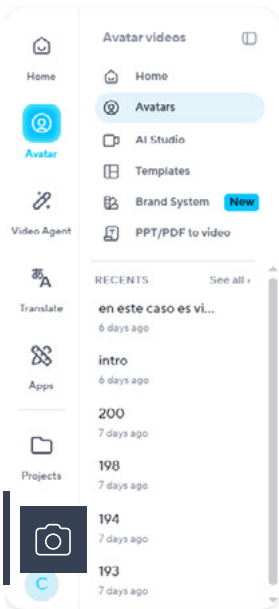 Home
Avatar
Video Agent
あA
Translate
Apps
Projects
C
Avatar videos
Home
Avatars
AI Studio
Templates
Brand System New
PPT/PDF to video
RECENTS See all ›
en este caso es vi...
6 days ago
intro
6 days ago
200
7 days ago
198
7 days ago
194
7 days ago
193
7 days ago